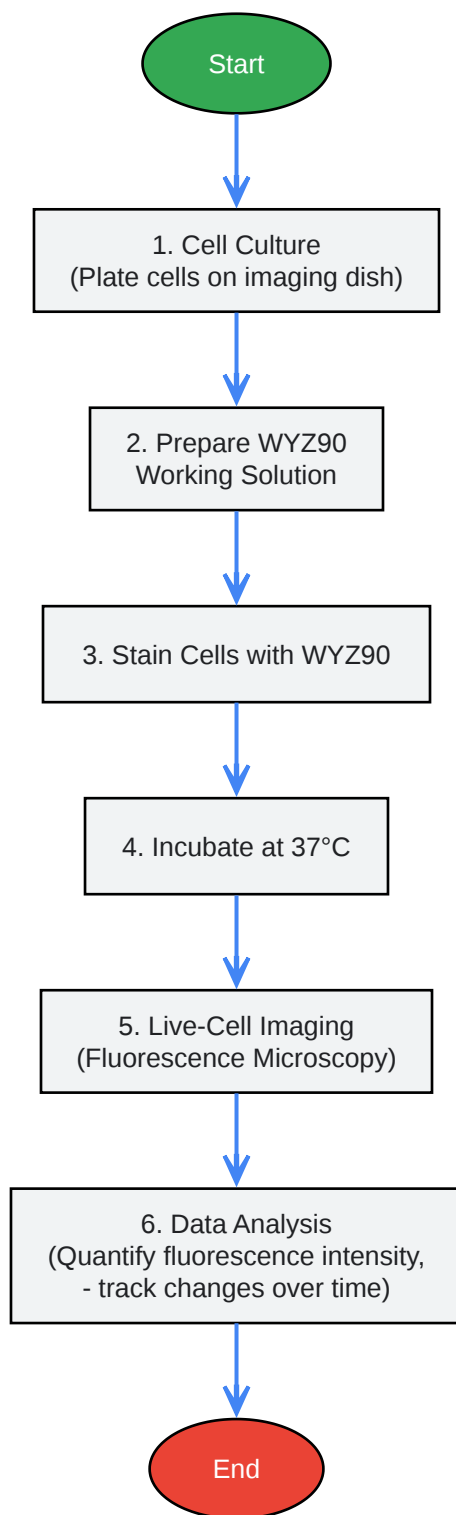 Start
1. Cell Culture
(Plate cells on imaging dish)
2. Prepare WYZ90
Working Solution
3. Stain Cells with WYZ90
4. Incubate at 37°C
5. Live-Cell Imaging
(Fluorescence Microscopy)
6. Data Analysis
(Quantify fluorescence intensity,
- track changes over time)
End